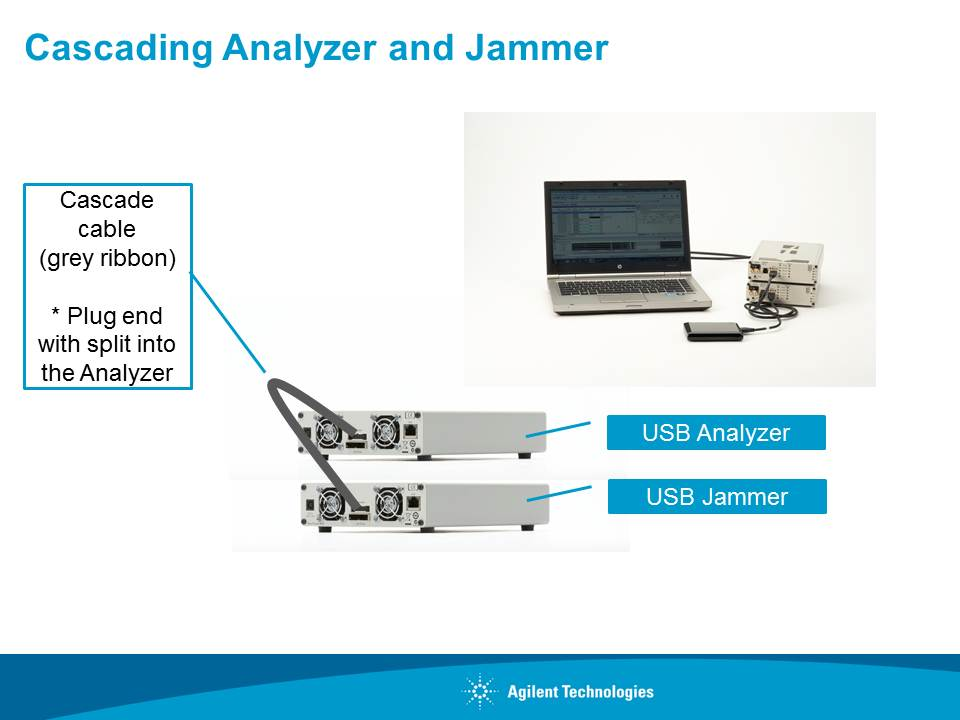 Cascading Analyzer and Jammer
Cascade
cable
(grey ribbon)
* Plug end
with split into
the Analyzer
USB Analyzer
USB Jammer
Agilent Technologies